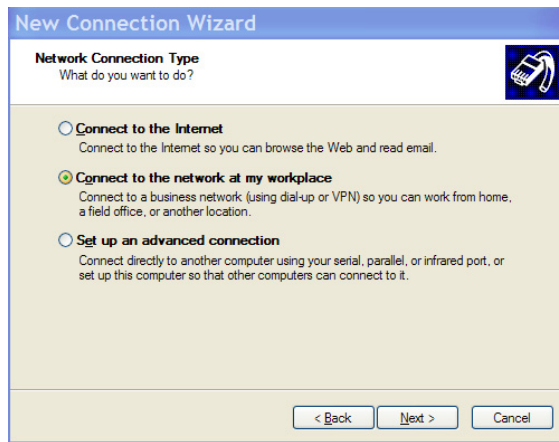 New Connection Wizard
Network Connection Type
What do you want to do?
Connect to the Internet
Connect to the Internet so you can browse the Web and read email.
Connect to the network at my workplace
Connect to a business network (using dial-up or VPN) so you can work from home,
a field office, or another location.
Set up an advanced connection
Connect directly to another computer using your serial, parallel, or infrared port, or
set up this computer so that other computers can connect to it.
< Back Next > Cancel